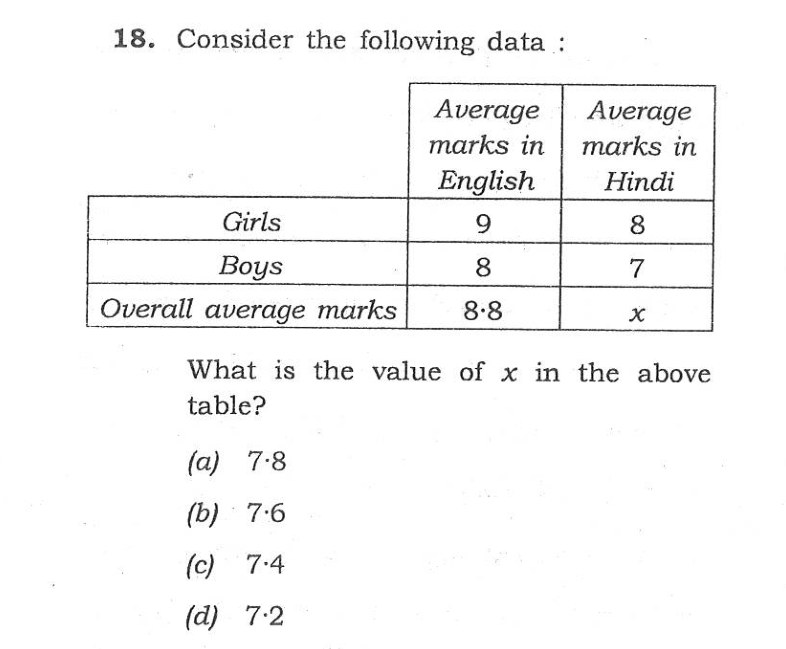 18. Consider the following data :
Average marks in English
Average marks in Hindi
Girls 9 8
Boys 8 7
Overall average marks 8·8 x
What is the value of x in the above
table?
(a) 7·8
(b) 7·6
(c) 7·4
(d) 7·2